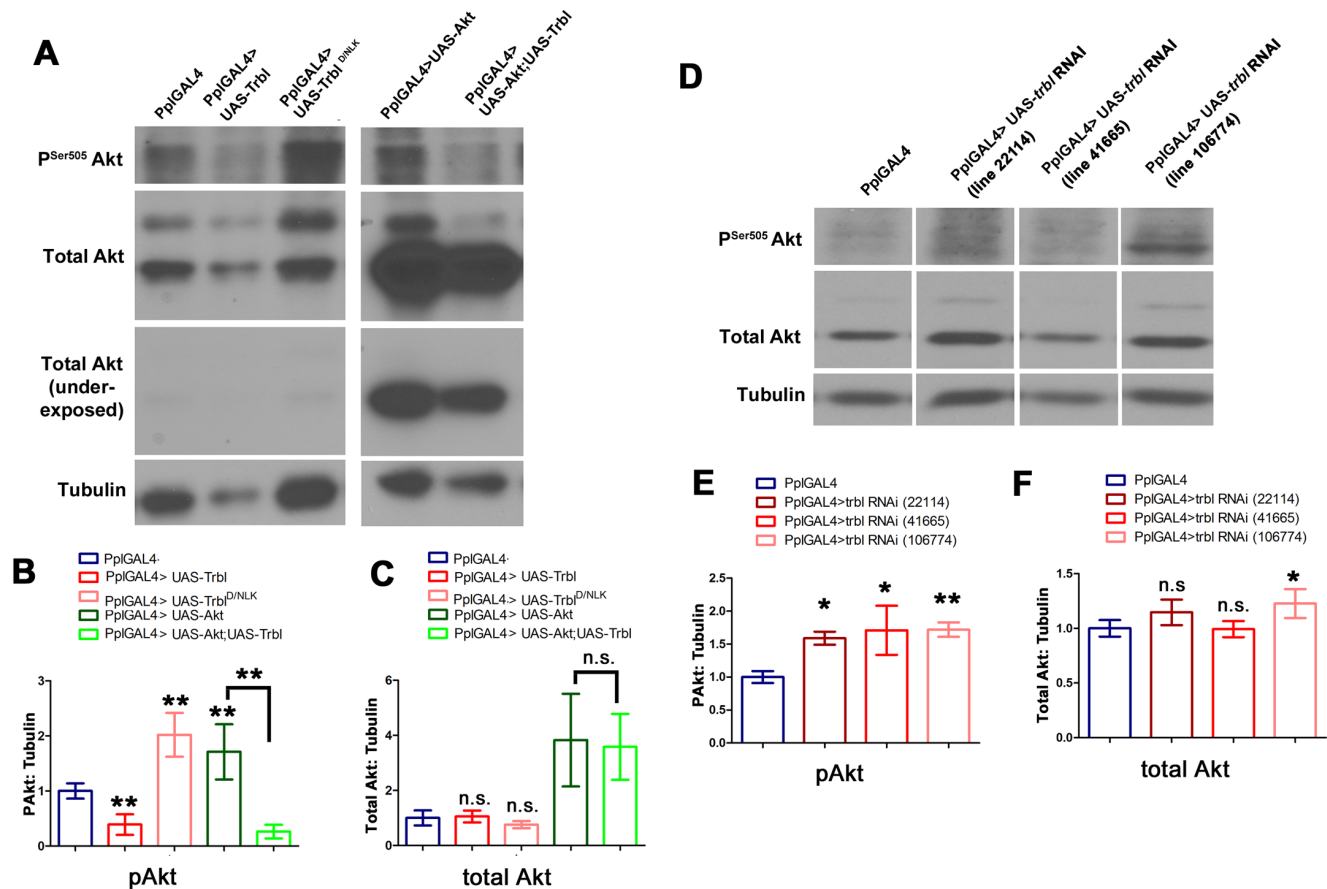 A
PplGAL4
PplGAL4>
UAS-Trbl
PplGAL4>
UAS-Trbl D/NLK
PplGAL4>UAS-Akt
PplGAL4>
UAS-Akt;UAS-Trbl
PSer505 Akt
Total Akt
Total Akt
(under-
exposed)
Tubulin
B
PplGAL4·
PplGAL4> UAS-Trbl
PplGAL4> UAS-TrblD/NLK
PplGAL4> UAS-Akt
PplGAL4> UAS-Akt;UAS-Trbl
PAkt: Tubulin
3
2
1
0
**
**
**
**
pAkt
C
PplGAL4·
PplGAL4> UAS-Trbl
PplGAL4> UAS-TrblD/NLK
PplGAL4> UAS-Akt
PplGAL4> UAS-Akt;UAS-Trbl
Total Akt: Tubulin
6
4
2
0
n.s.
n.s.
n.s.
total Akt
D
PplGAL4
PplGAL4> UAS-trbl RNAI
(line 22114)
PplGAL4> UAS-trbl RNAI
(line 41665)
PplGAL4> UAS-trbl RNAI
(line 106774)
PSer505 Akt
Total Akt
Tubulin
E
PplGAL4
PplGAL4>trbl RNAi (22114)
PplGAL4>trbl RNAi (41665)
PplGAL4>trbl RNAi (106774)
PAkt: Tubulin
2.5
2.0
1.5
1.0
0.5
0.0
*
*
**
pAkt
F
PplGAL4
PplGAL4>trbl RNAi (22114)
PplGAL4>trbl RNAi (41665)
PplGAL4>trbl RNAi (106774)
Total Akt: Tubulin
1.5
1.0
0.5
0.0
n.s
n.s.
*
total Akt